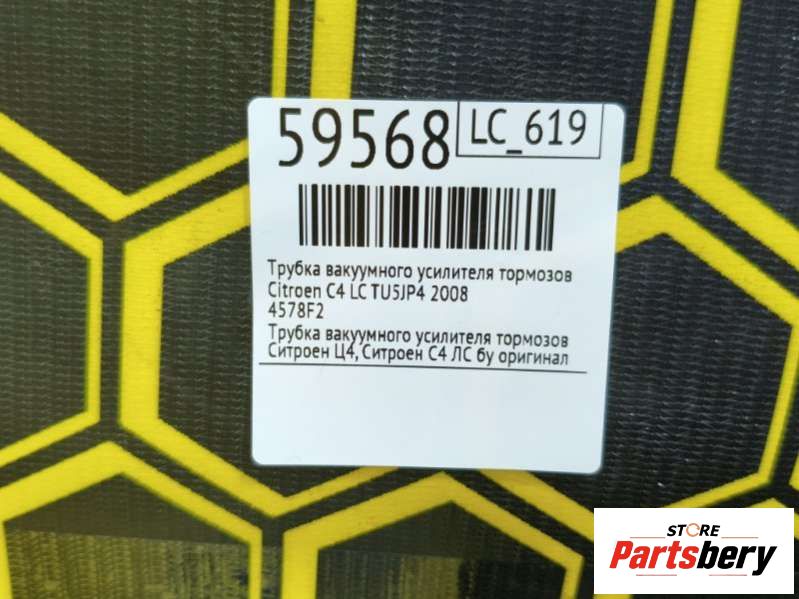 59568
LC_619
Трубка вакуумного усилителя тормозов
Citroen C4 LC TU5JP4 2008
4578F2
Трубка вакуумного усилителя тормозов
Ситроен Ц4, Ситроен С4 ЛС бу оригинал
STORE
Partsbery